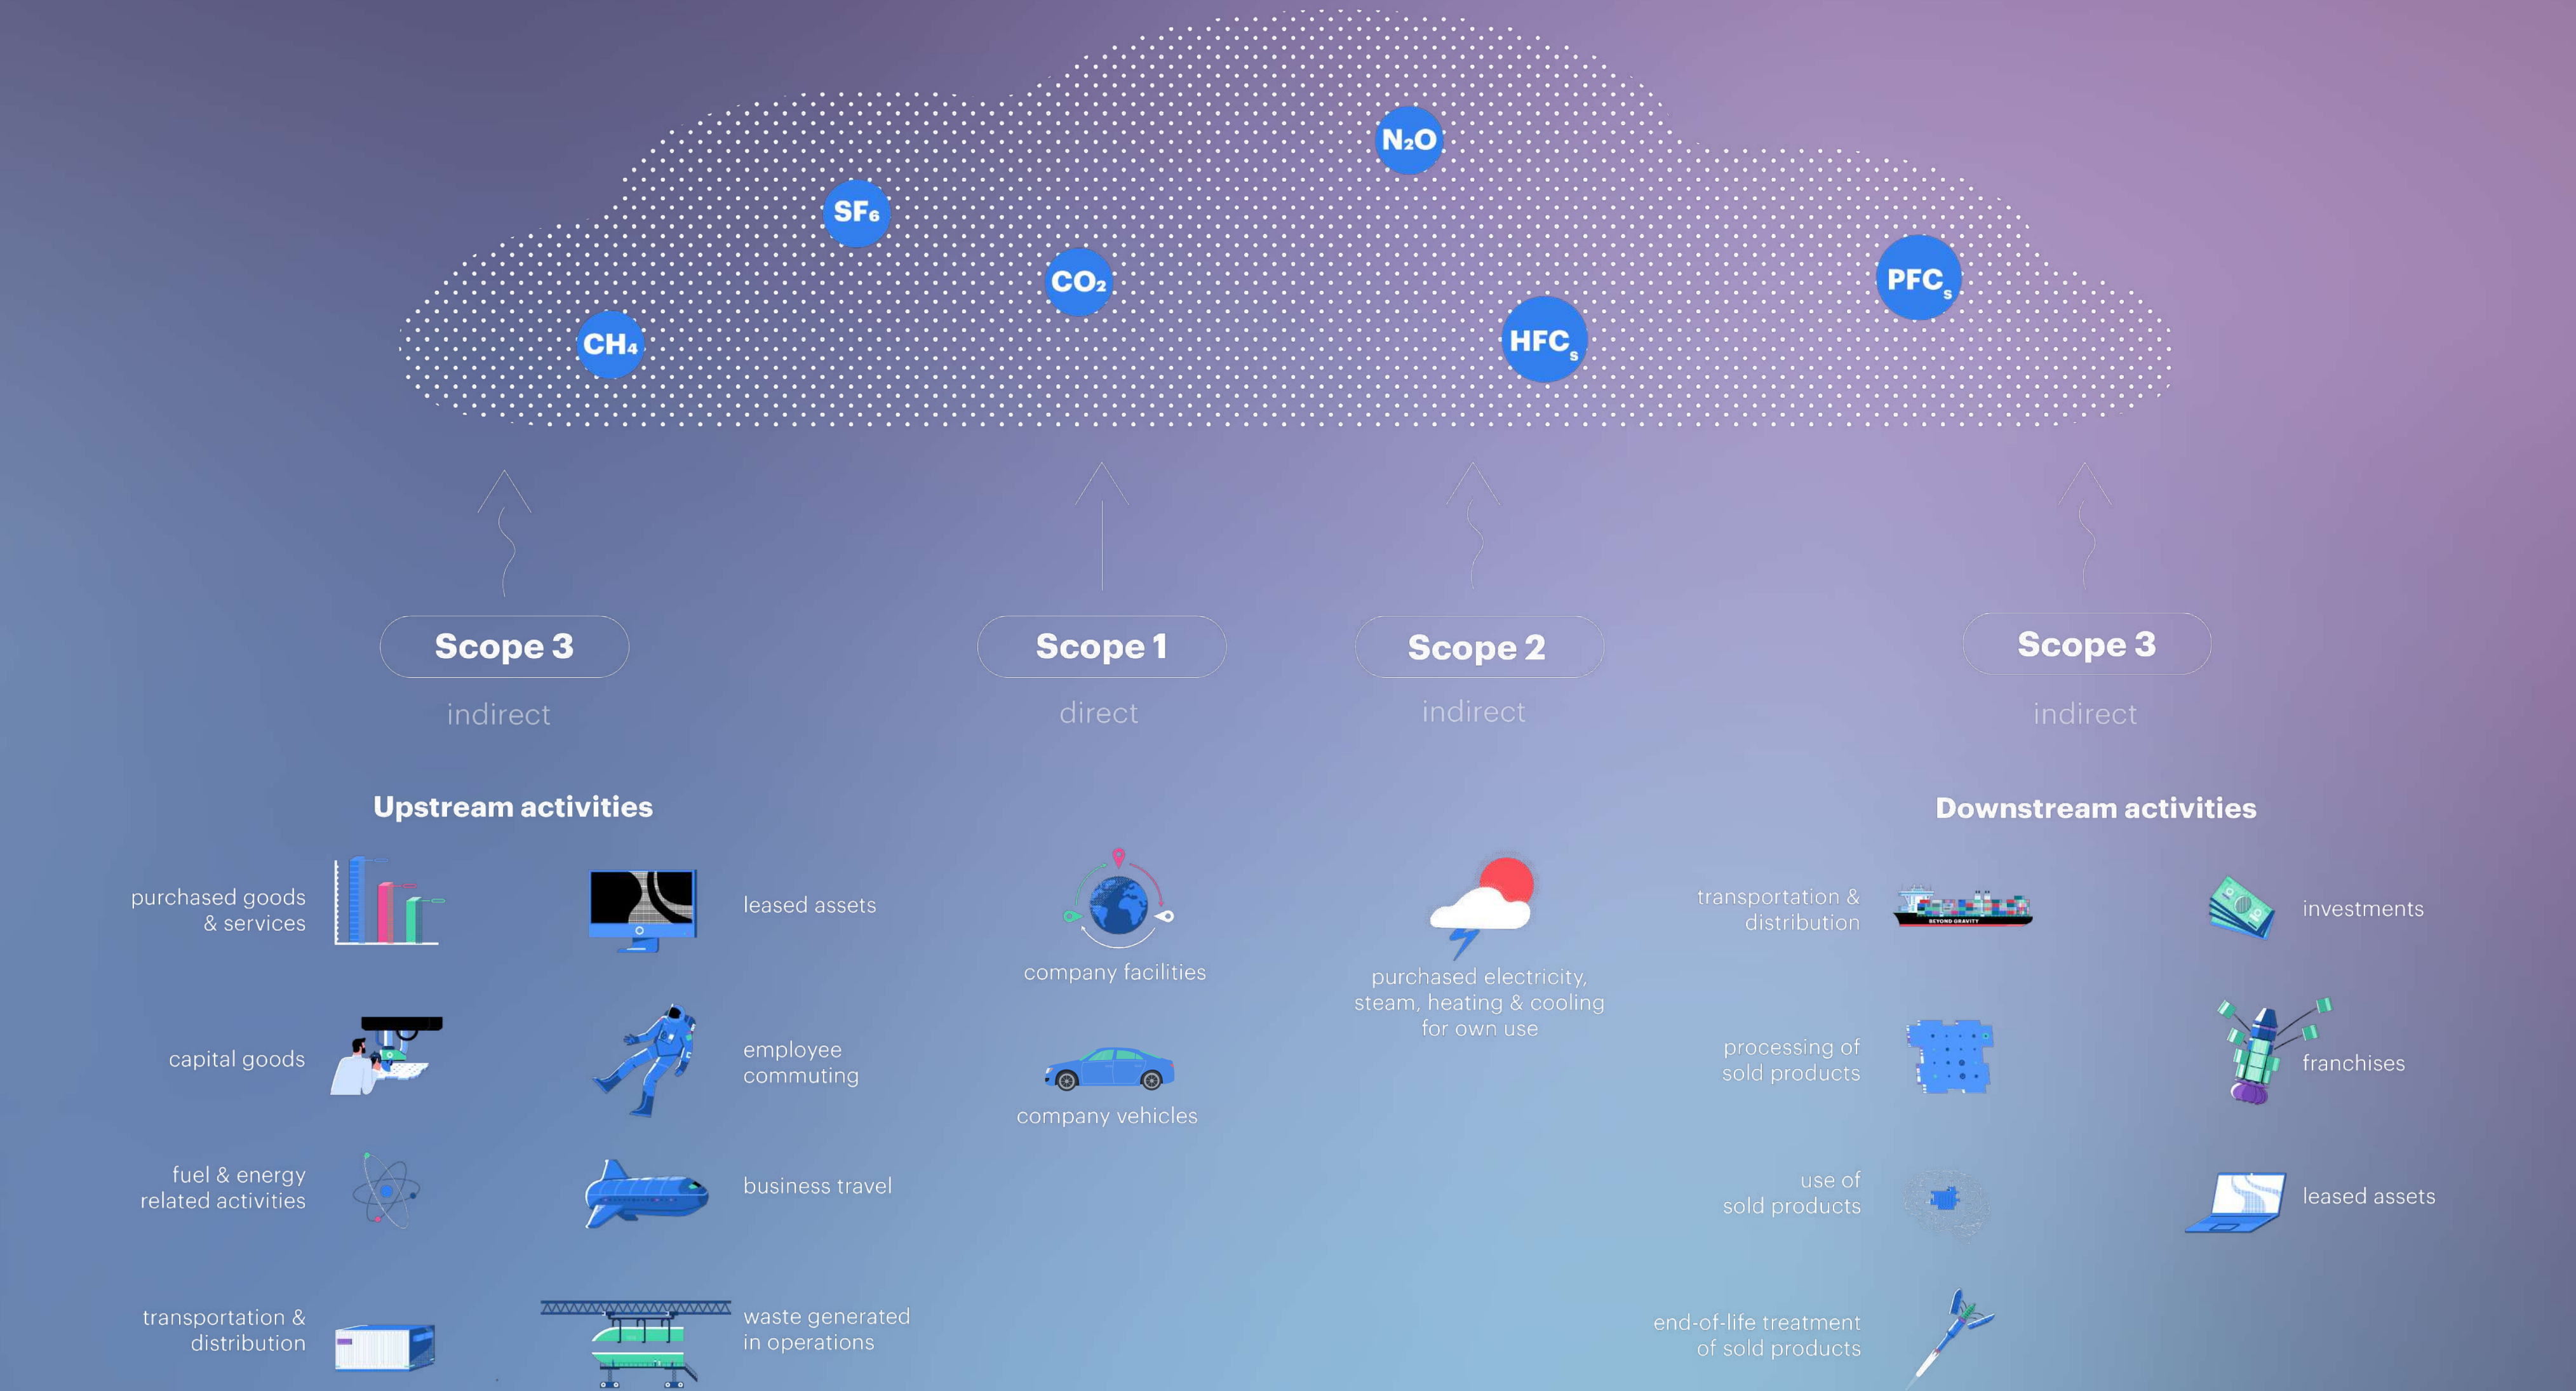 N₂O
SF₆
CO₂
PFCs
CH₄
HFCs
Scope 3
indirect
Scope 1
direct
Scope 2
indirect
Scope 3
indirect
Upstream activities
purchased goods
& services
capital goods
fuel & energy
related activities
transportation &
distribution
leased assets
employee
commuting
business travel
waste generated
in operations
company facilities
company vehicles
purchased electricity,
steam, heating & cooling
for own use
Downstream activities
transportation &
distribution
BEYOND GRAVITY
processing of
sold products
use of
sold products
end-of-life treatment
of sold products
investments
franchises
leased assets